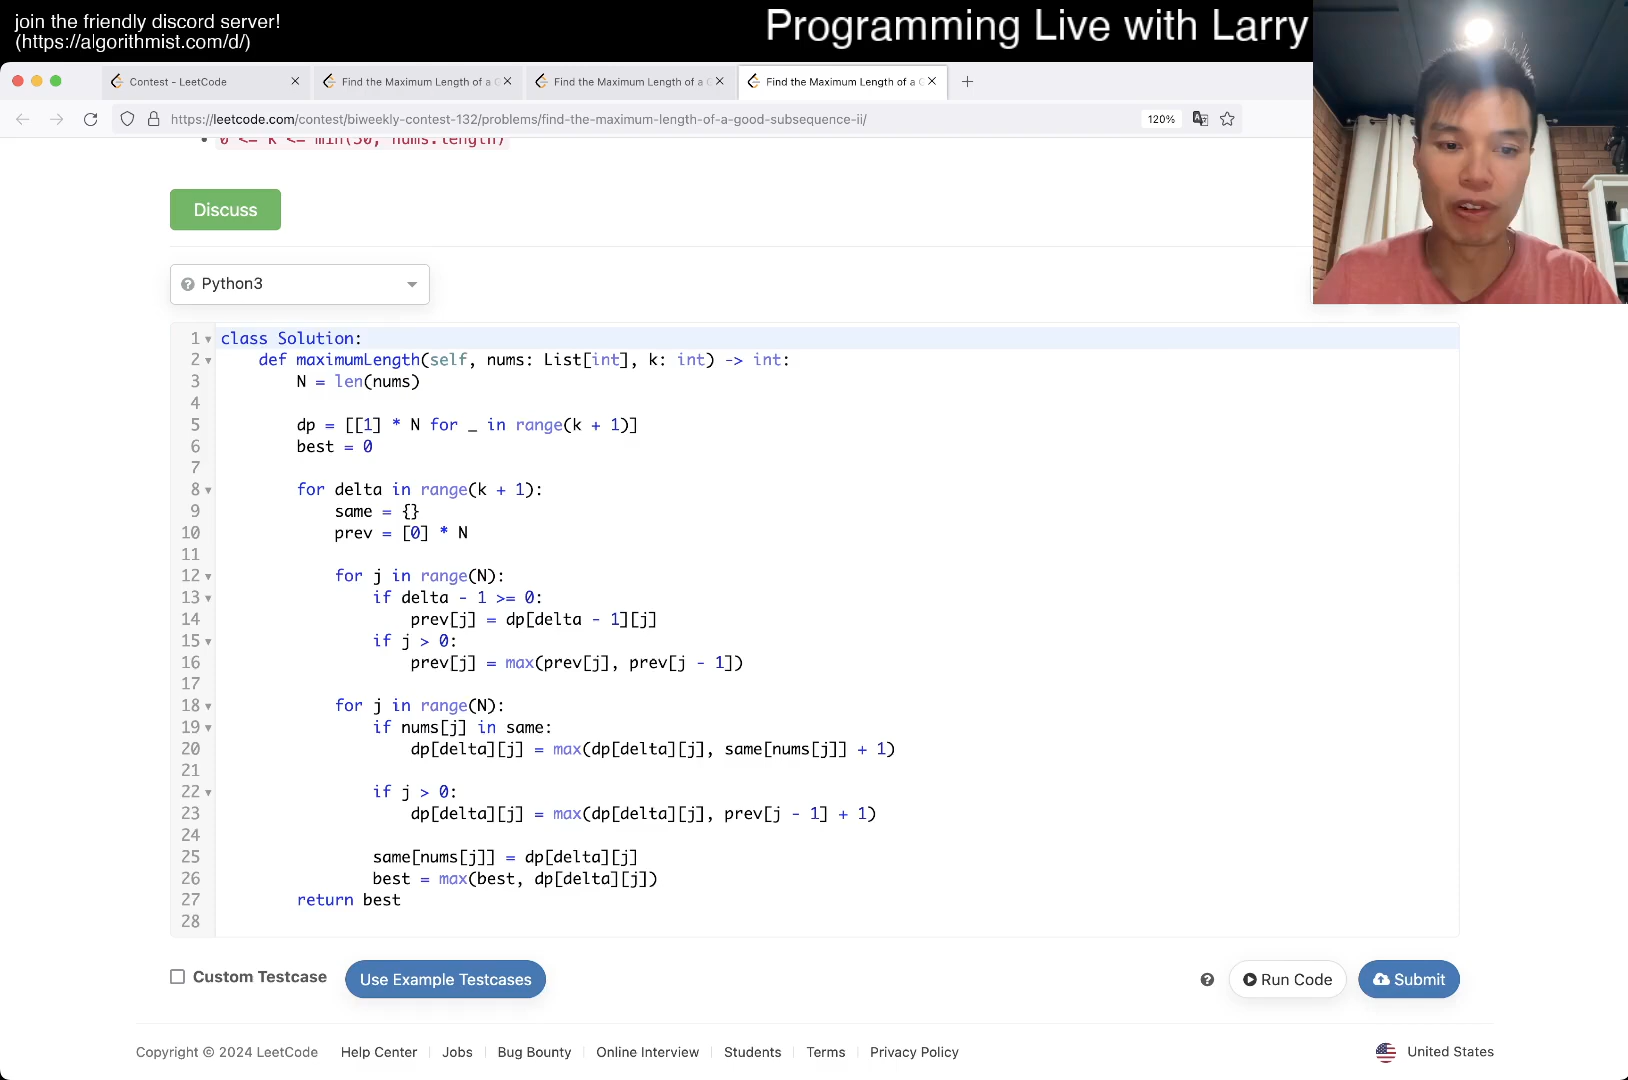 join the friendly discord server!
(https://algorithmist.com/d/)
Programming Live with Larry
Contest - LeetCode
Find the Maximum Length of a G
Find the Maximum Length of a G
Find the Maximum Length of a G
https://leetcode.com/contest/biweekly-contest-132/problems/find-the-maximum-length-of-a-good-subsequence-ii/
120%
0 <= k <= min(50, nums.length)
Discuss
Python3
1 class Solution:
2     def maximumLength(self, nums: List[int], k: int) -> int:
3         N = len(nums)
4
5         dp = [[1] * N for _ in range(k + 1)]
6         best = 0
7
8         for delta in range(k + 1):
9             same = {}
10             prev = [0] * N
11
12             for j in range(N):
13                 if delta - 1 >= 0:
14                     prev[j] = dp[delta - 1][j]
15                 if j > 0:
16                     prev[j] = max(prev[j], prev[j - 1])
17
18             for j in range(N):
19                 if nums[j] in same:
20                     dp[delta][j] = max(dp[delta][j], same[nums[j]] + 1)
21
22                 if j > 0:
23                     dp[delta][j] = max(dp[delta][j], prev[j - 1] + 1)
24
25                 same[nums[j]] = dp[delta][j]
26                 best = max(best, dp[delta][j])
27         return best
28
Custom Testcase
Use Example Testcases
Run Code
Submit
Copyright © 2024 LeetCode
Help Center
Jobs
Bug Bounty
Online Interview
Students
Terms
Privacy Policy
United States